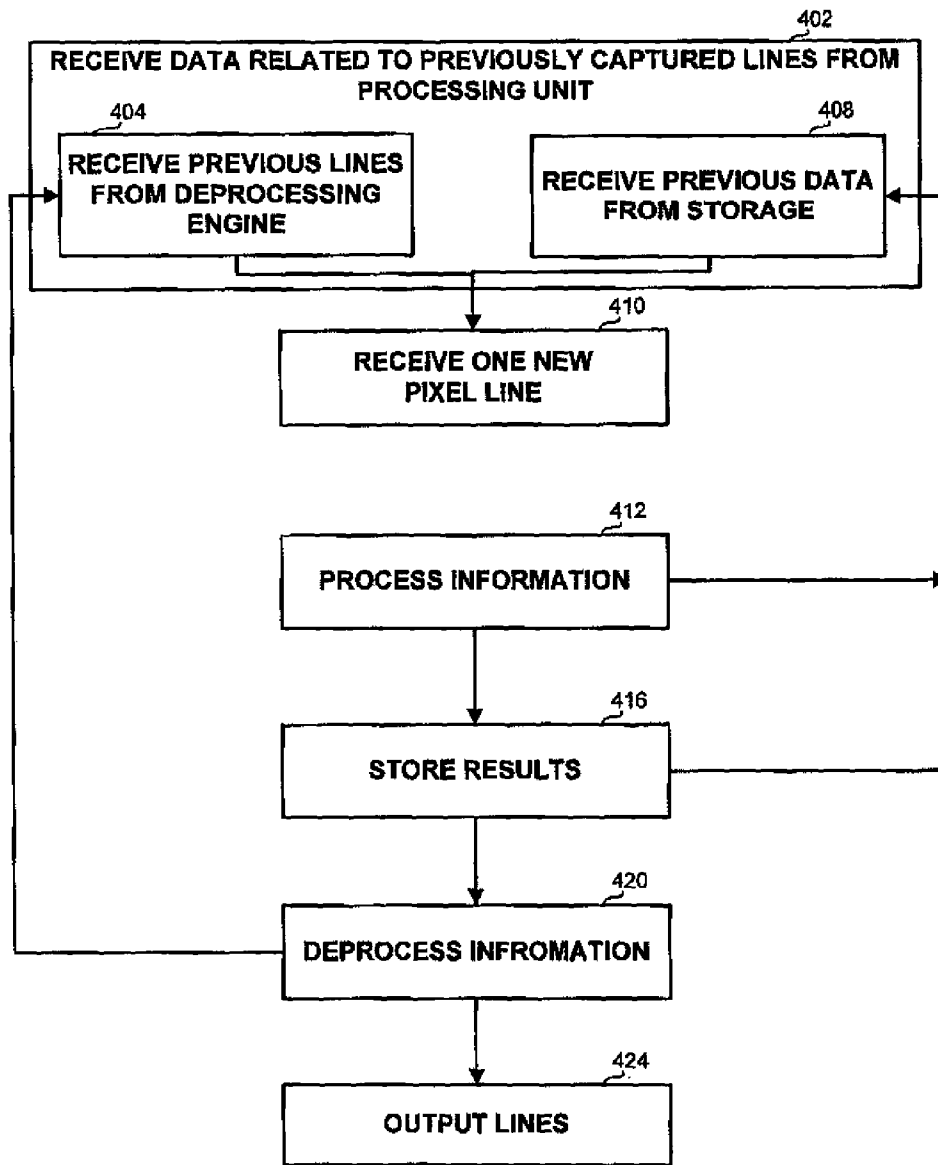 402
RECEIVE DATA RELATED TO PREVIOUSLY CAPTURED LINES FROM
PROCESSING UNIT
404
RECEIVE PREVIOUS LINES
FROM DEPROCESSING
ENGINE
408
RECEIVE PREVIOUS DATA
FROM STORAGE
410
RECEIVE ONE NEW
PIXEL LINE
412
PROCESS INFORMATION
416
STORE RESULTS
420
DEPROCESS INFROMATION
424
OUTPUT LINES